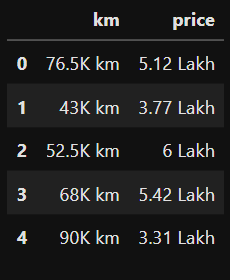 km price
0 76.5K km 5.12 Lakh
1 43K km 3.77 Lakh
2 52.5K km 6 Lakh
3 68K km 5.42 Lakh
4 90K km 3.31 Lakh